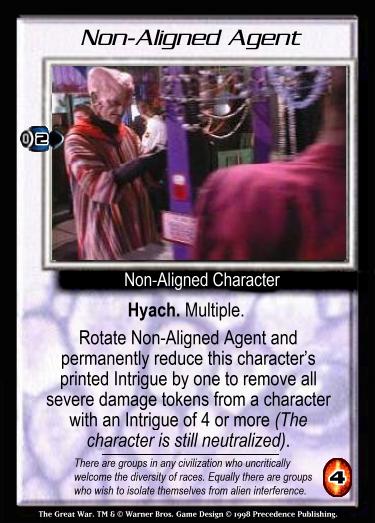 Non-Aligned Agent
0 2
Non-Aligned Character
Hyach. Multiple.
Rotate Non-Aligned Agent and
permanently reduce this character's
printed Intrigue by one to remove all
severe damage tokens from a character
with an Intrigue of 4 or more (The
character is still neutralized).
There are groups in any civilization who uncritically
welcome the diversity of races. Equally there are groups
who wish to isolate themselves from alien interference.
4
The Great War. TM & © Warner Bros. Game Design © 1998 Precedence Publishing.